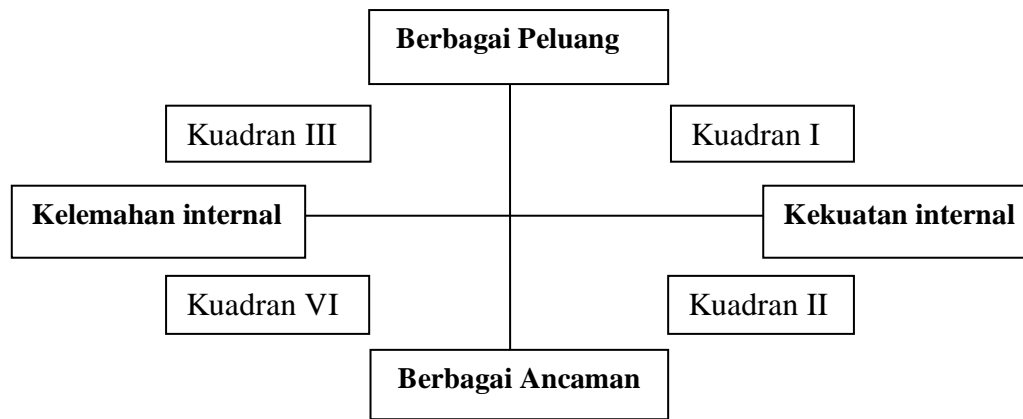 Berbagai Peluang
Kuadran III
Kuadran I
Kelemahan internal
Kekuatan internal
Kuadran VI
Kuadran II
Berbagai Ancaman